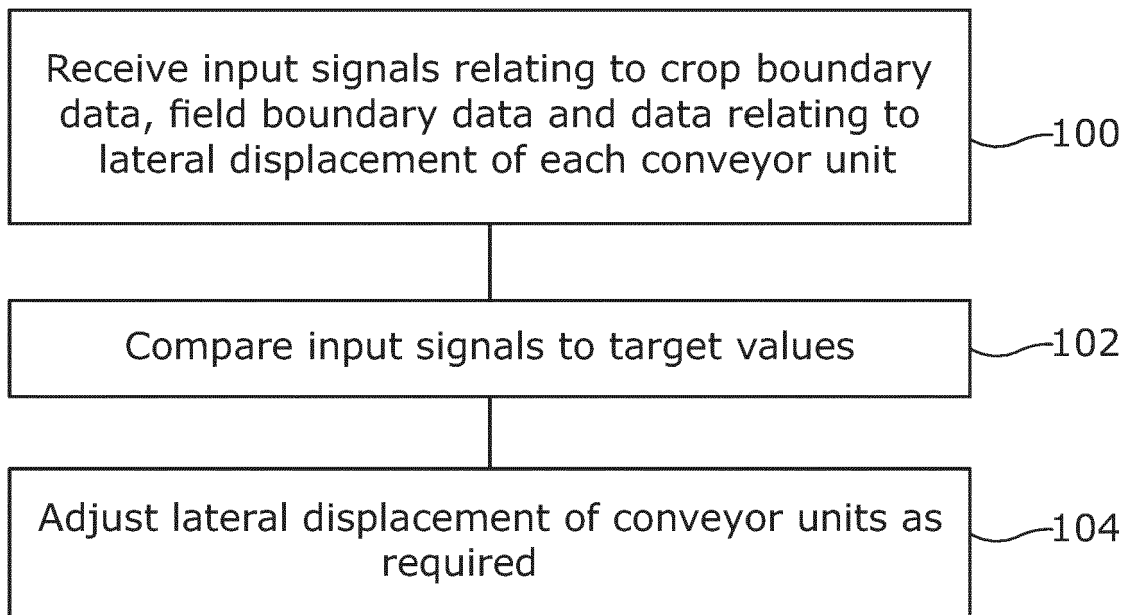 Receive input signals relating to crop boundary
data, field boundary data and data relating to
lateral displacement of each conveyor unit
100
Compare input signals to target values
102
Adjust lateral displacement of conveyor units as
required
104